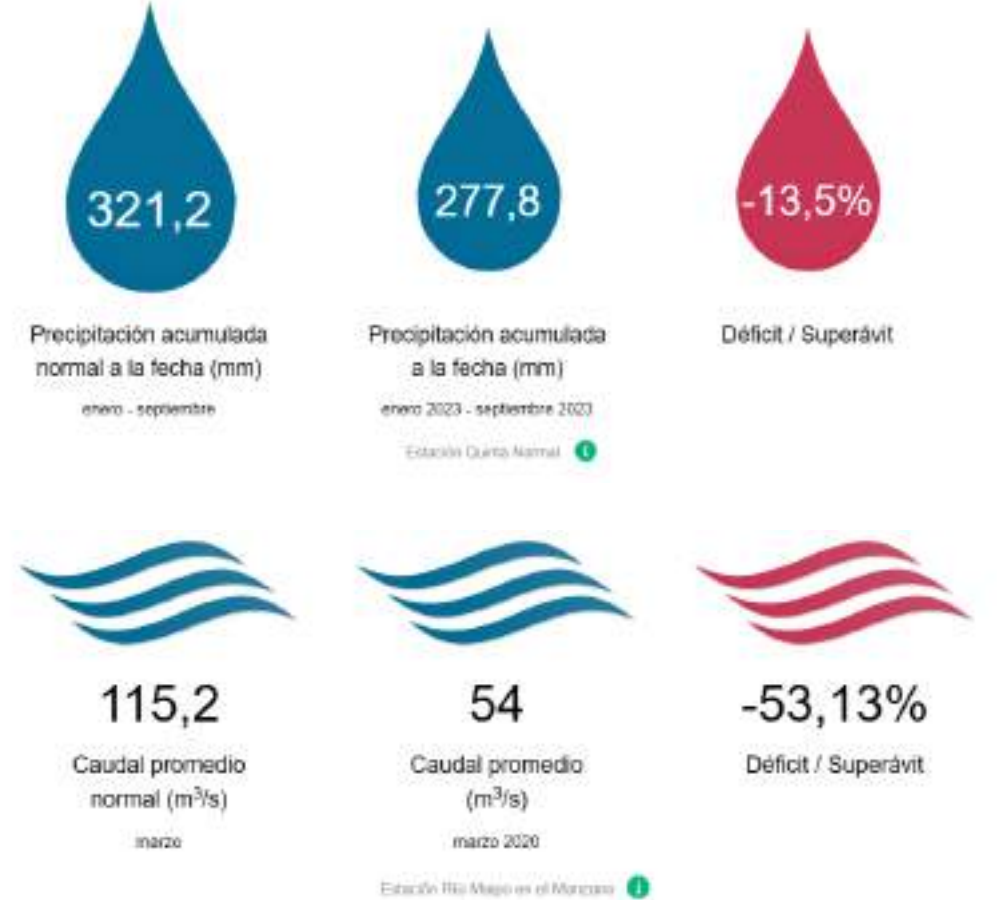 321,2
277,8
-13,5%
Precipitación acumulada
normal a la fecha (mm)
enero - septiembre
Precipitación acumulada
a la fecha (mm)
enero 2023 - septiembre 2023
Déficit / Superávit
Estación Quinta Normal
115,2
54
-53,13%
Caudal promedio
normal (m³/s)
marzo
Caudal promedio
(m³/s)
marzo 2020
Déficit / Superávit
Estación Río Maipo en el Manzano